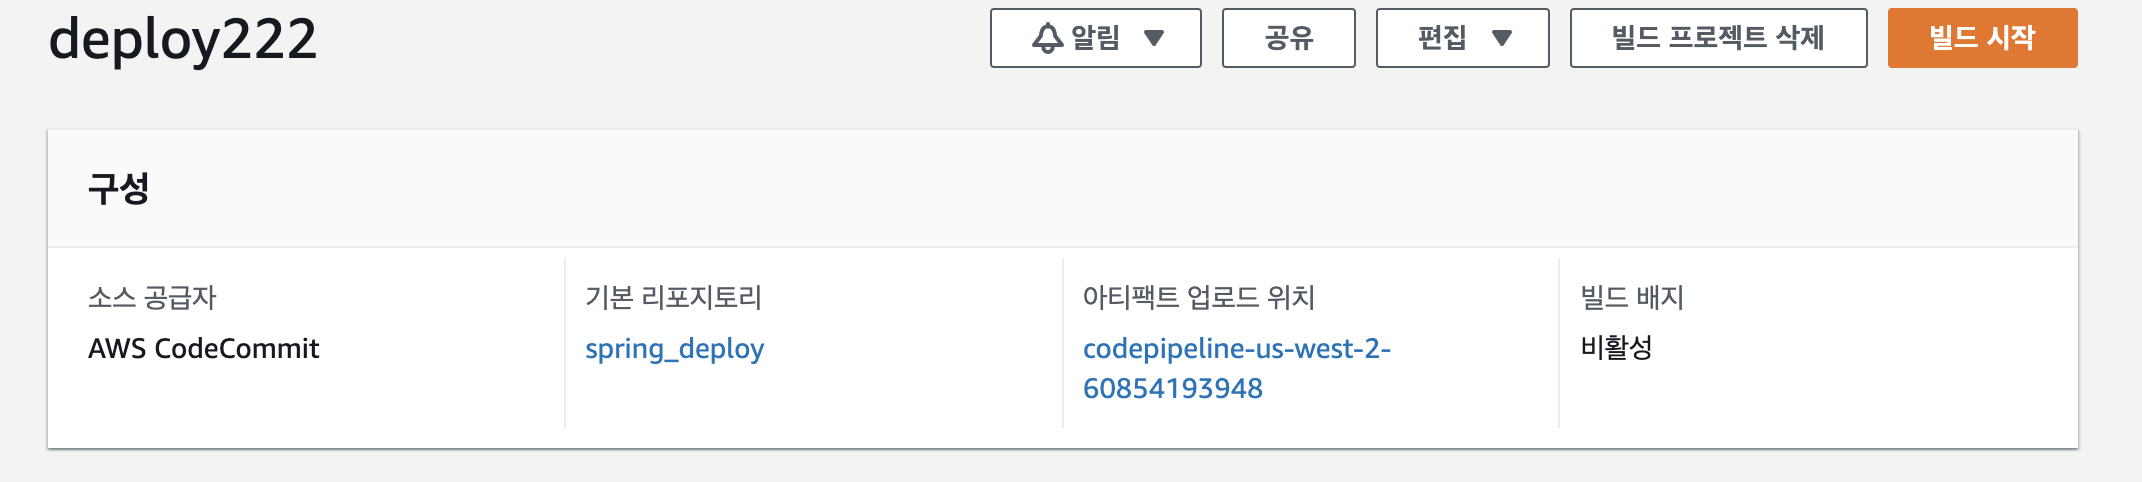 deploy222
알림
공유
편집
빌드 프로젝트 삭제
빌드 시작
구성
소스 공급자
AWS CodeCommit
기본 리포지토리
spring_deploy
아티팩트 업로드 위치
codepipeline-us-west-2-
60854193948
빌드 배지
비활성